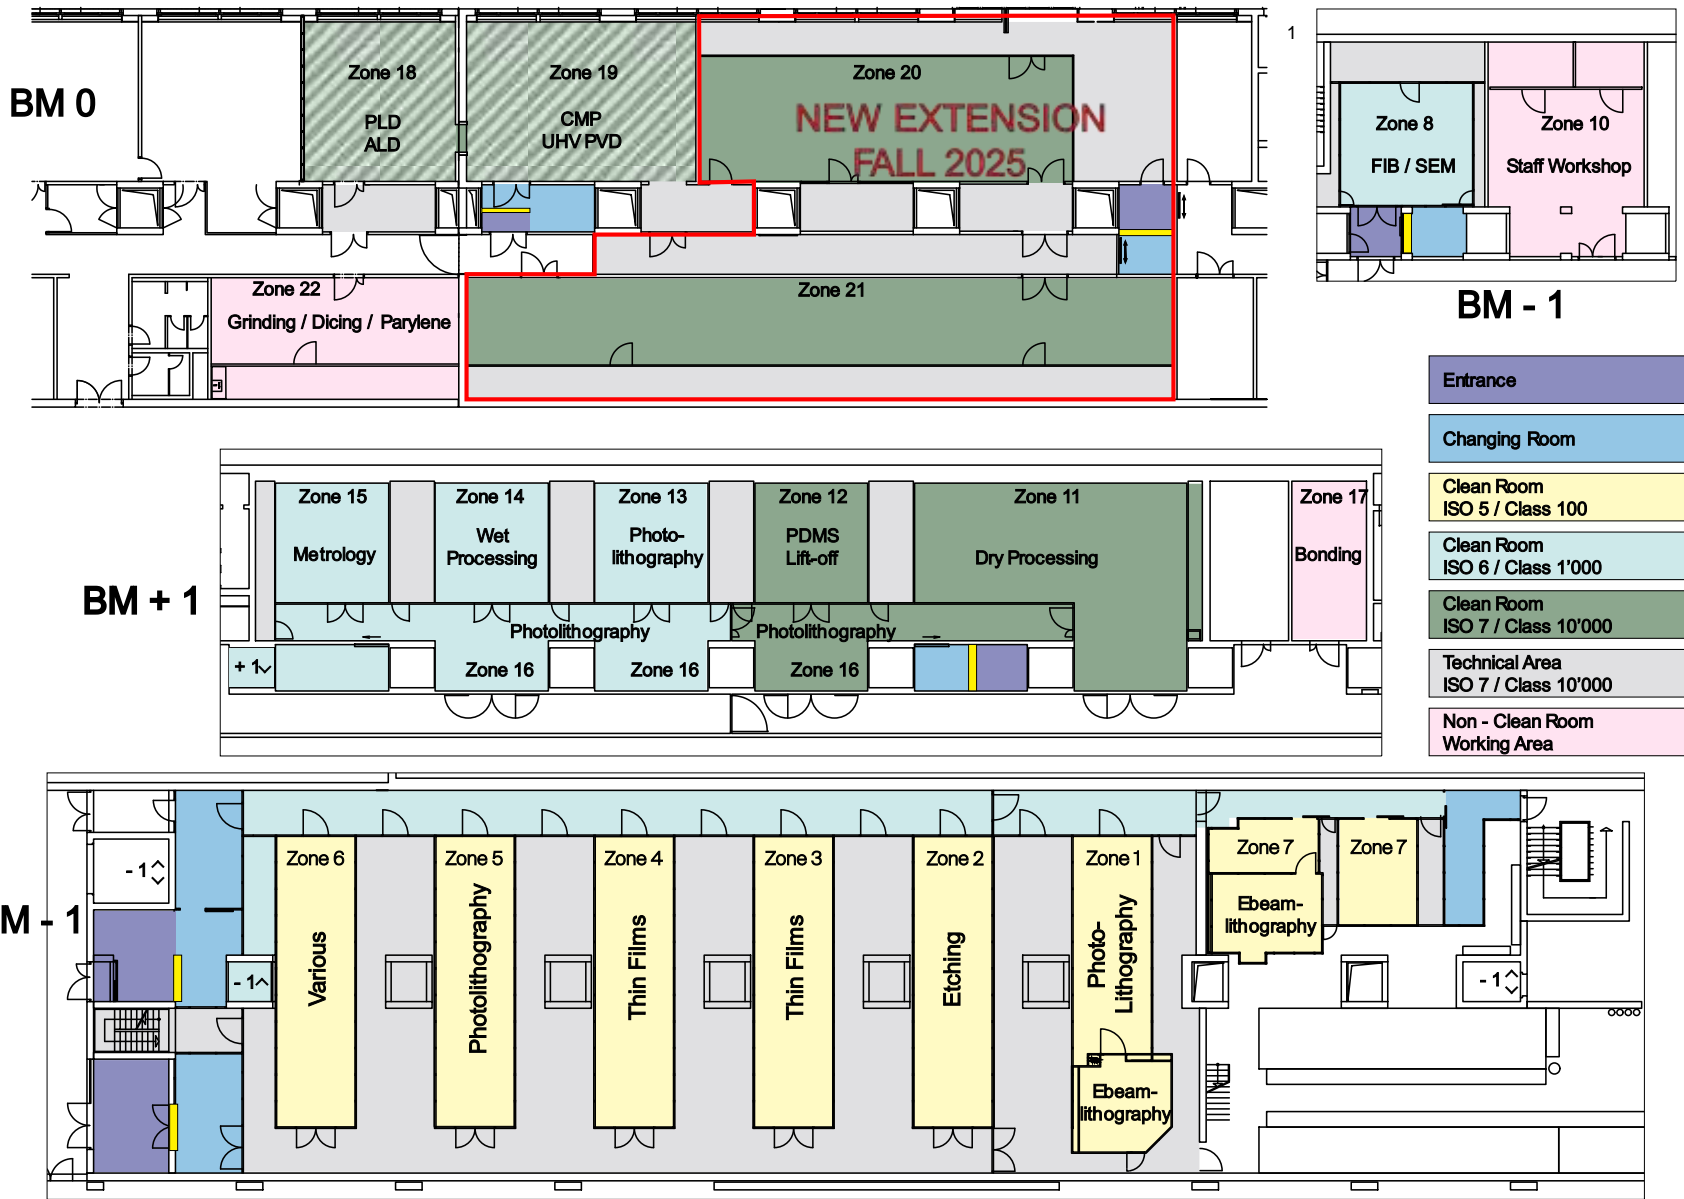 BM 0
Zone 18
PLD
ALD
Zone 19
CMP
UHV PVD
Zone 20
NEW EXTENSION
FALL 2025
Zone 21
Zone 22
Grinding / Dicing / Parylene
1
Zone 8
FIB / SEM
Zone 10
Staff Workshop
BM - 1
Entrance
Changing Room
Clean Room
ISO 5 / Class 100
Clean Room
ISO 6 / Class 1'000
Clean Room
ISO 7 / Class 10'000
Technical Area
ISO 7 / Class 10'000
Non - Clean Room
Working Area
BM + 1
Zone 15
Metrology
Zone 14
Wet
Processing
Zone 13
Photo-
lithography
Zone 12
PDMS
Lift-off
Zone 11
Dry Processing
Zone 17
Bonding
Photolithography
Photolithography
+ 1
Zone 16
Zone 16
Zone 16
M - 1
- 1
- 1
Zone 6
Various
Zone 5
Photolithography
Zone 4
Thin Films
Zone 3
Thin Films
Zone 2
Etching
Zone 1
Photo-
Lithography
Ebeam-
lithography
Zone 7
Zone 7
Ebeam-
lithography
- 1